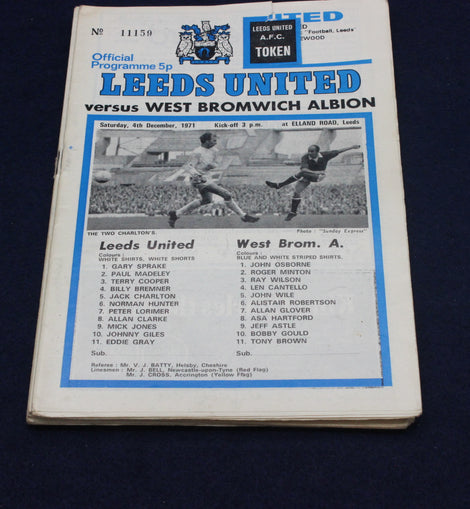 Nº 11159
UNITED
LEEDS UNITED
A.F.C.
TOKEN
"Football, Leeds"
Official
Programme 5p
LEEDS UNITED
versus WEST BROMWICH ALBION
Saturday, 4th December, 1971 Kick-off 3 p.m. at ELLAND ROAD, Leeds
THE TWO CHARLTON'S. Photo : "Sunday Express"
Leeds United
Colours :
WHITE SHIRTS, WHITE SHORTS
1. GARY SPRAKE
2. PAUL MADELEY
3. TERRY COOPER
4. BILLY BREMNER
5. JACK CHARLTON
6. NORMAN HUNTER
7. PETER LORIMER
8. ALLAN CLARKE
9. MICK JONES
10. JOHNNY GILES
11. EDDIE GRAY
Sub.
West Brom. A.
Colours :
BLUE AND WHITE STRIPED SHIRTS.
1. JOHN OSBORNE
2. ROGER MINTON
3. RAY WILSON
4. LEN CANTELLO
5. JOHN WILE
6. ALISTAIR ROBERTSON
7. ALLAN GLOVER
8. ASA HARTFORD
9. JEFF ASTLE
10. BOBBY GOULD
11. TONY BROWN
Sub.
Referee : Mr. V. J. BATTY, Helsby, Cheshire
Linesmen : Mr. J. BELL, Newcastle-upon-Tyne (Red Flag)
Mr. J. CROSS, Accrington (Yellow Flag)